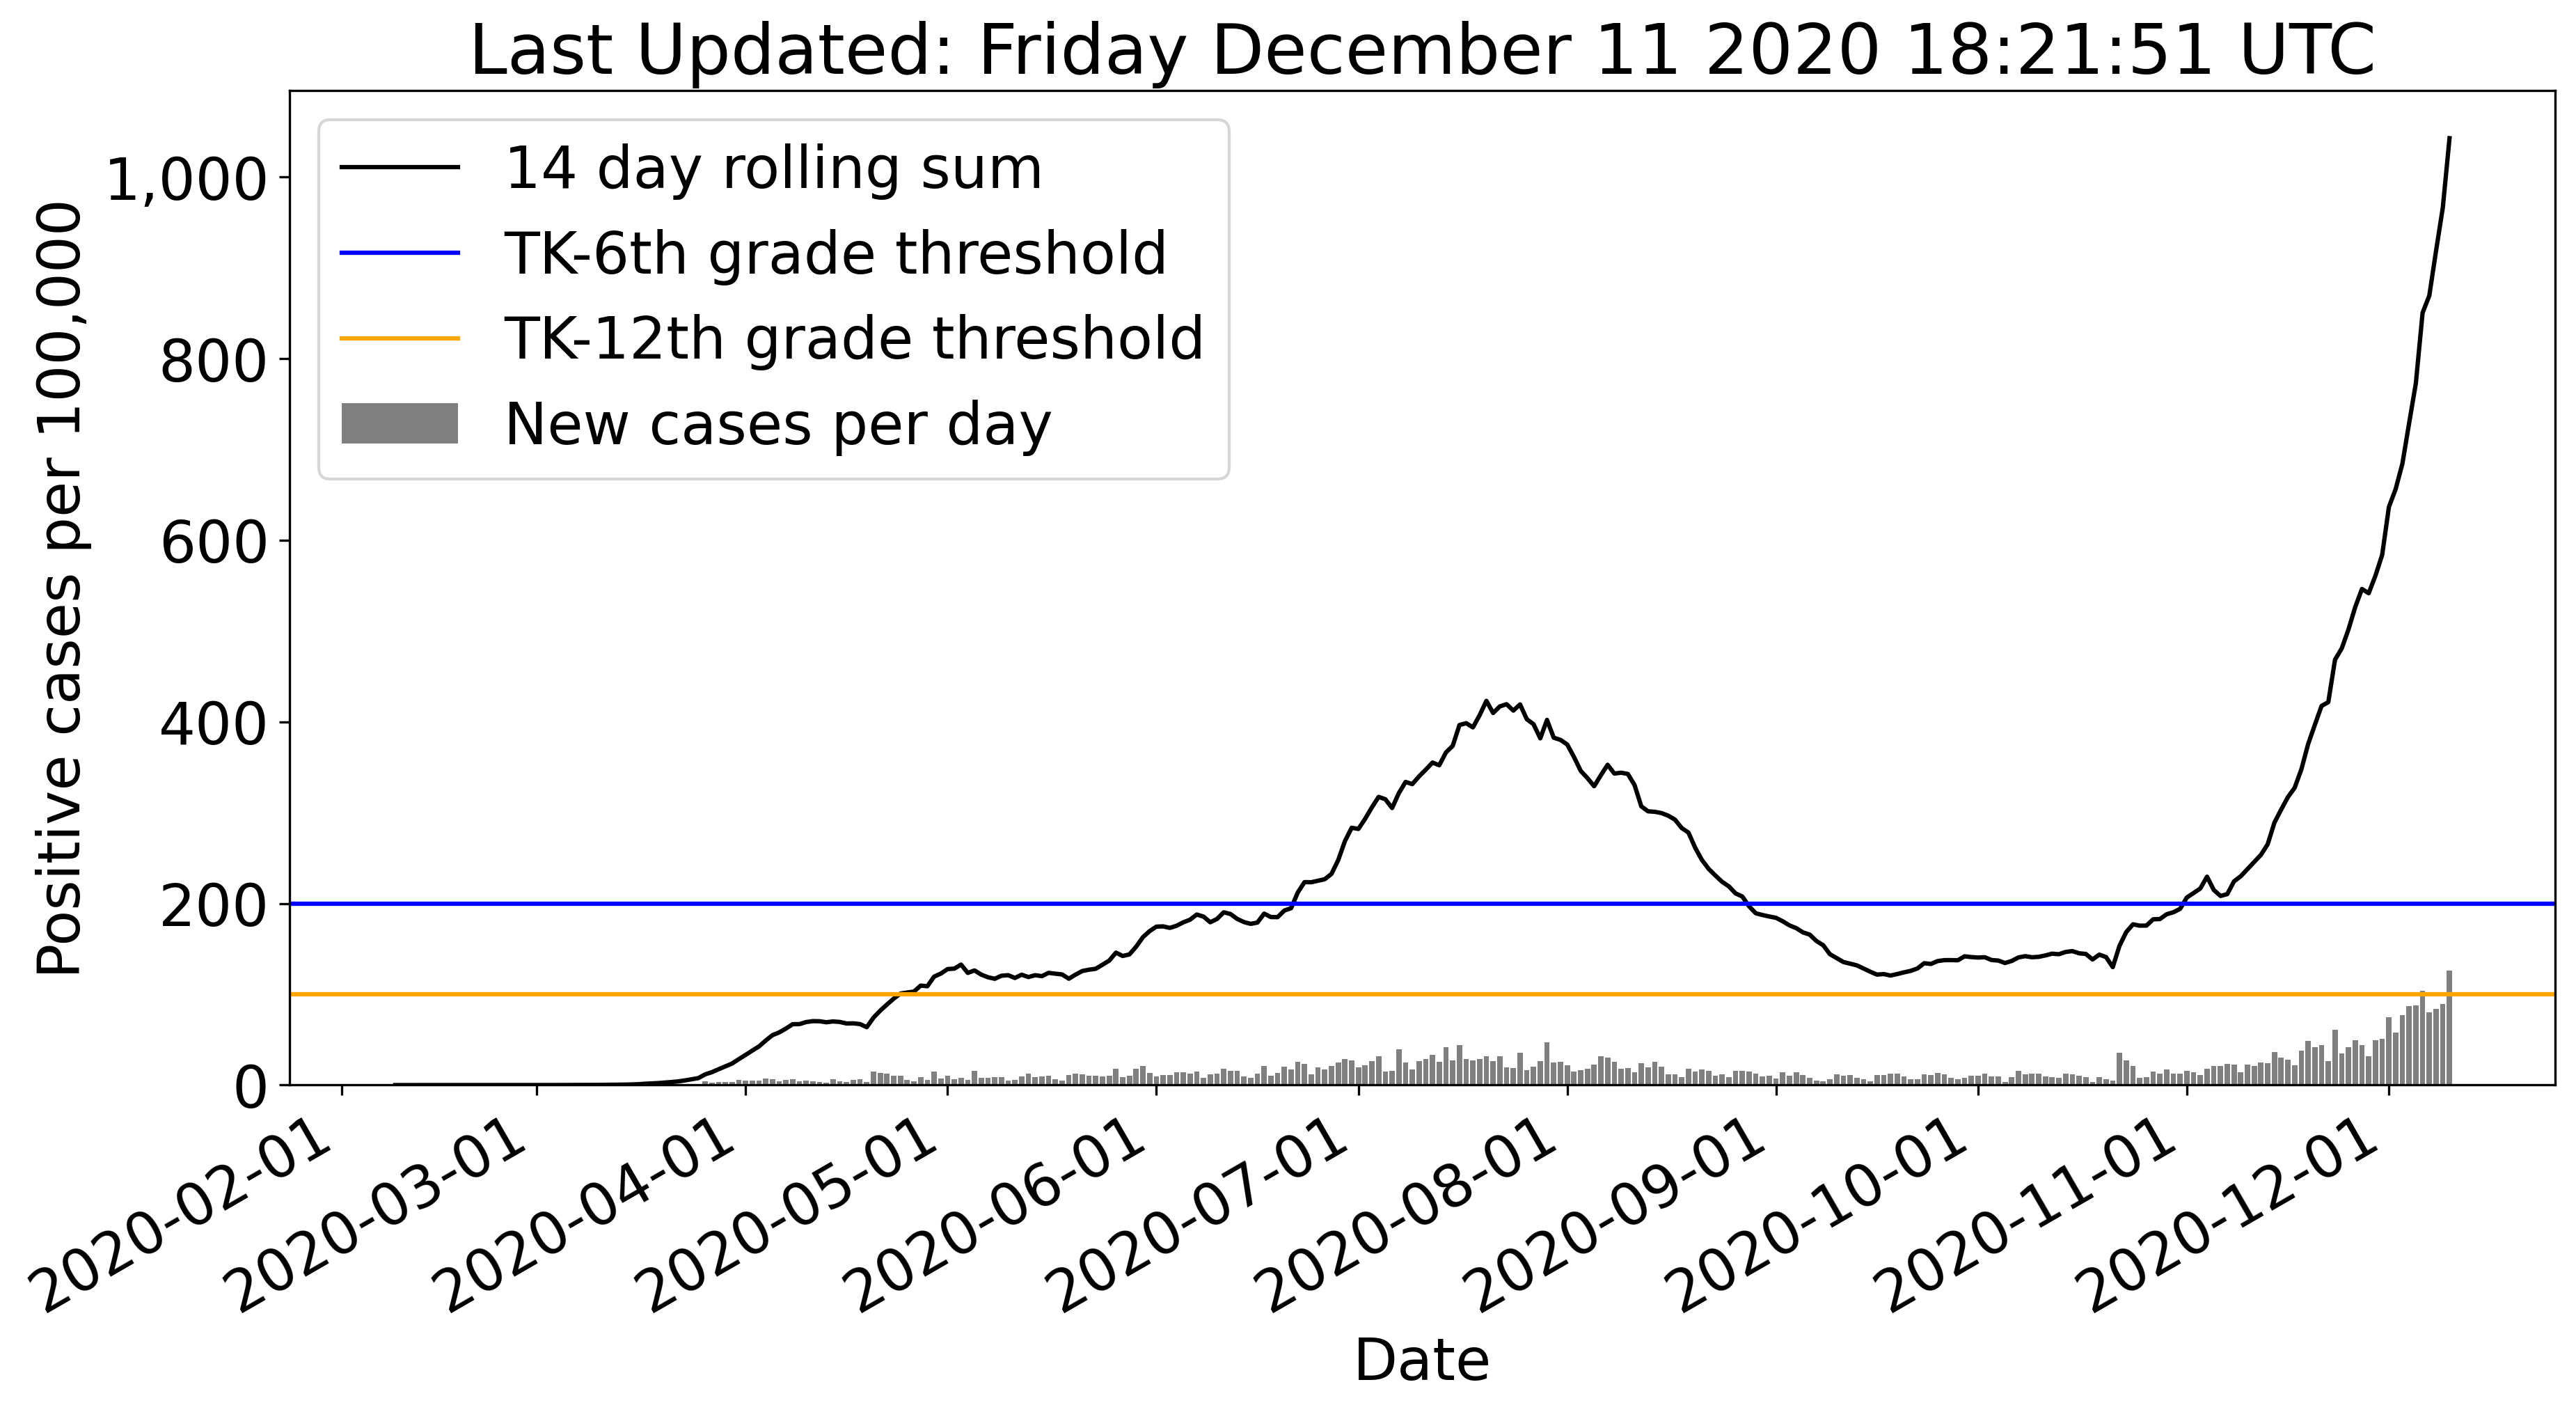 Last Updated: Friday December 11 2020 18:21:51 UTC
Positive cases per 100,000
1,000
800
600
400
200
0
14 day rolling sum
TK-6th grade threshold
TK-12th grade threshold
New cases per day
2020-02-01
2020-03-01
2020-04-01
2020-05-01
2020-06-01
2020-07-01
2020-08-01
2020-09-01
2020-10-01
2020-11-01
2020-12-01
Date